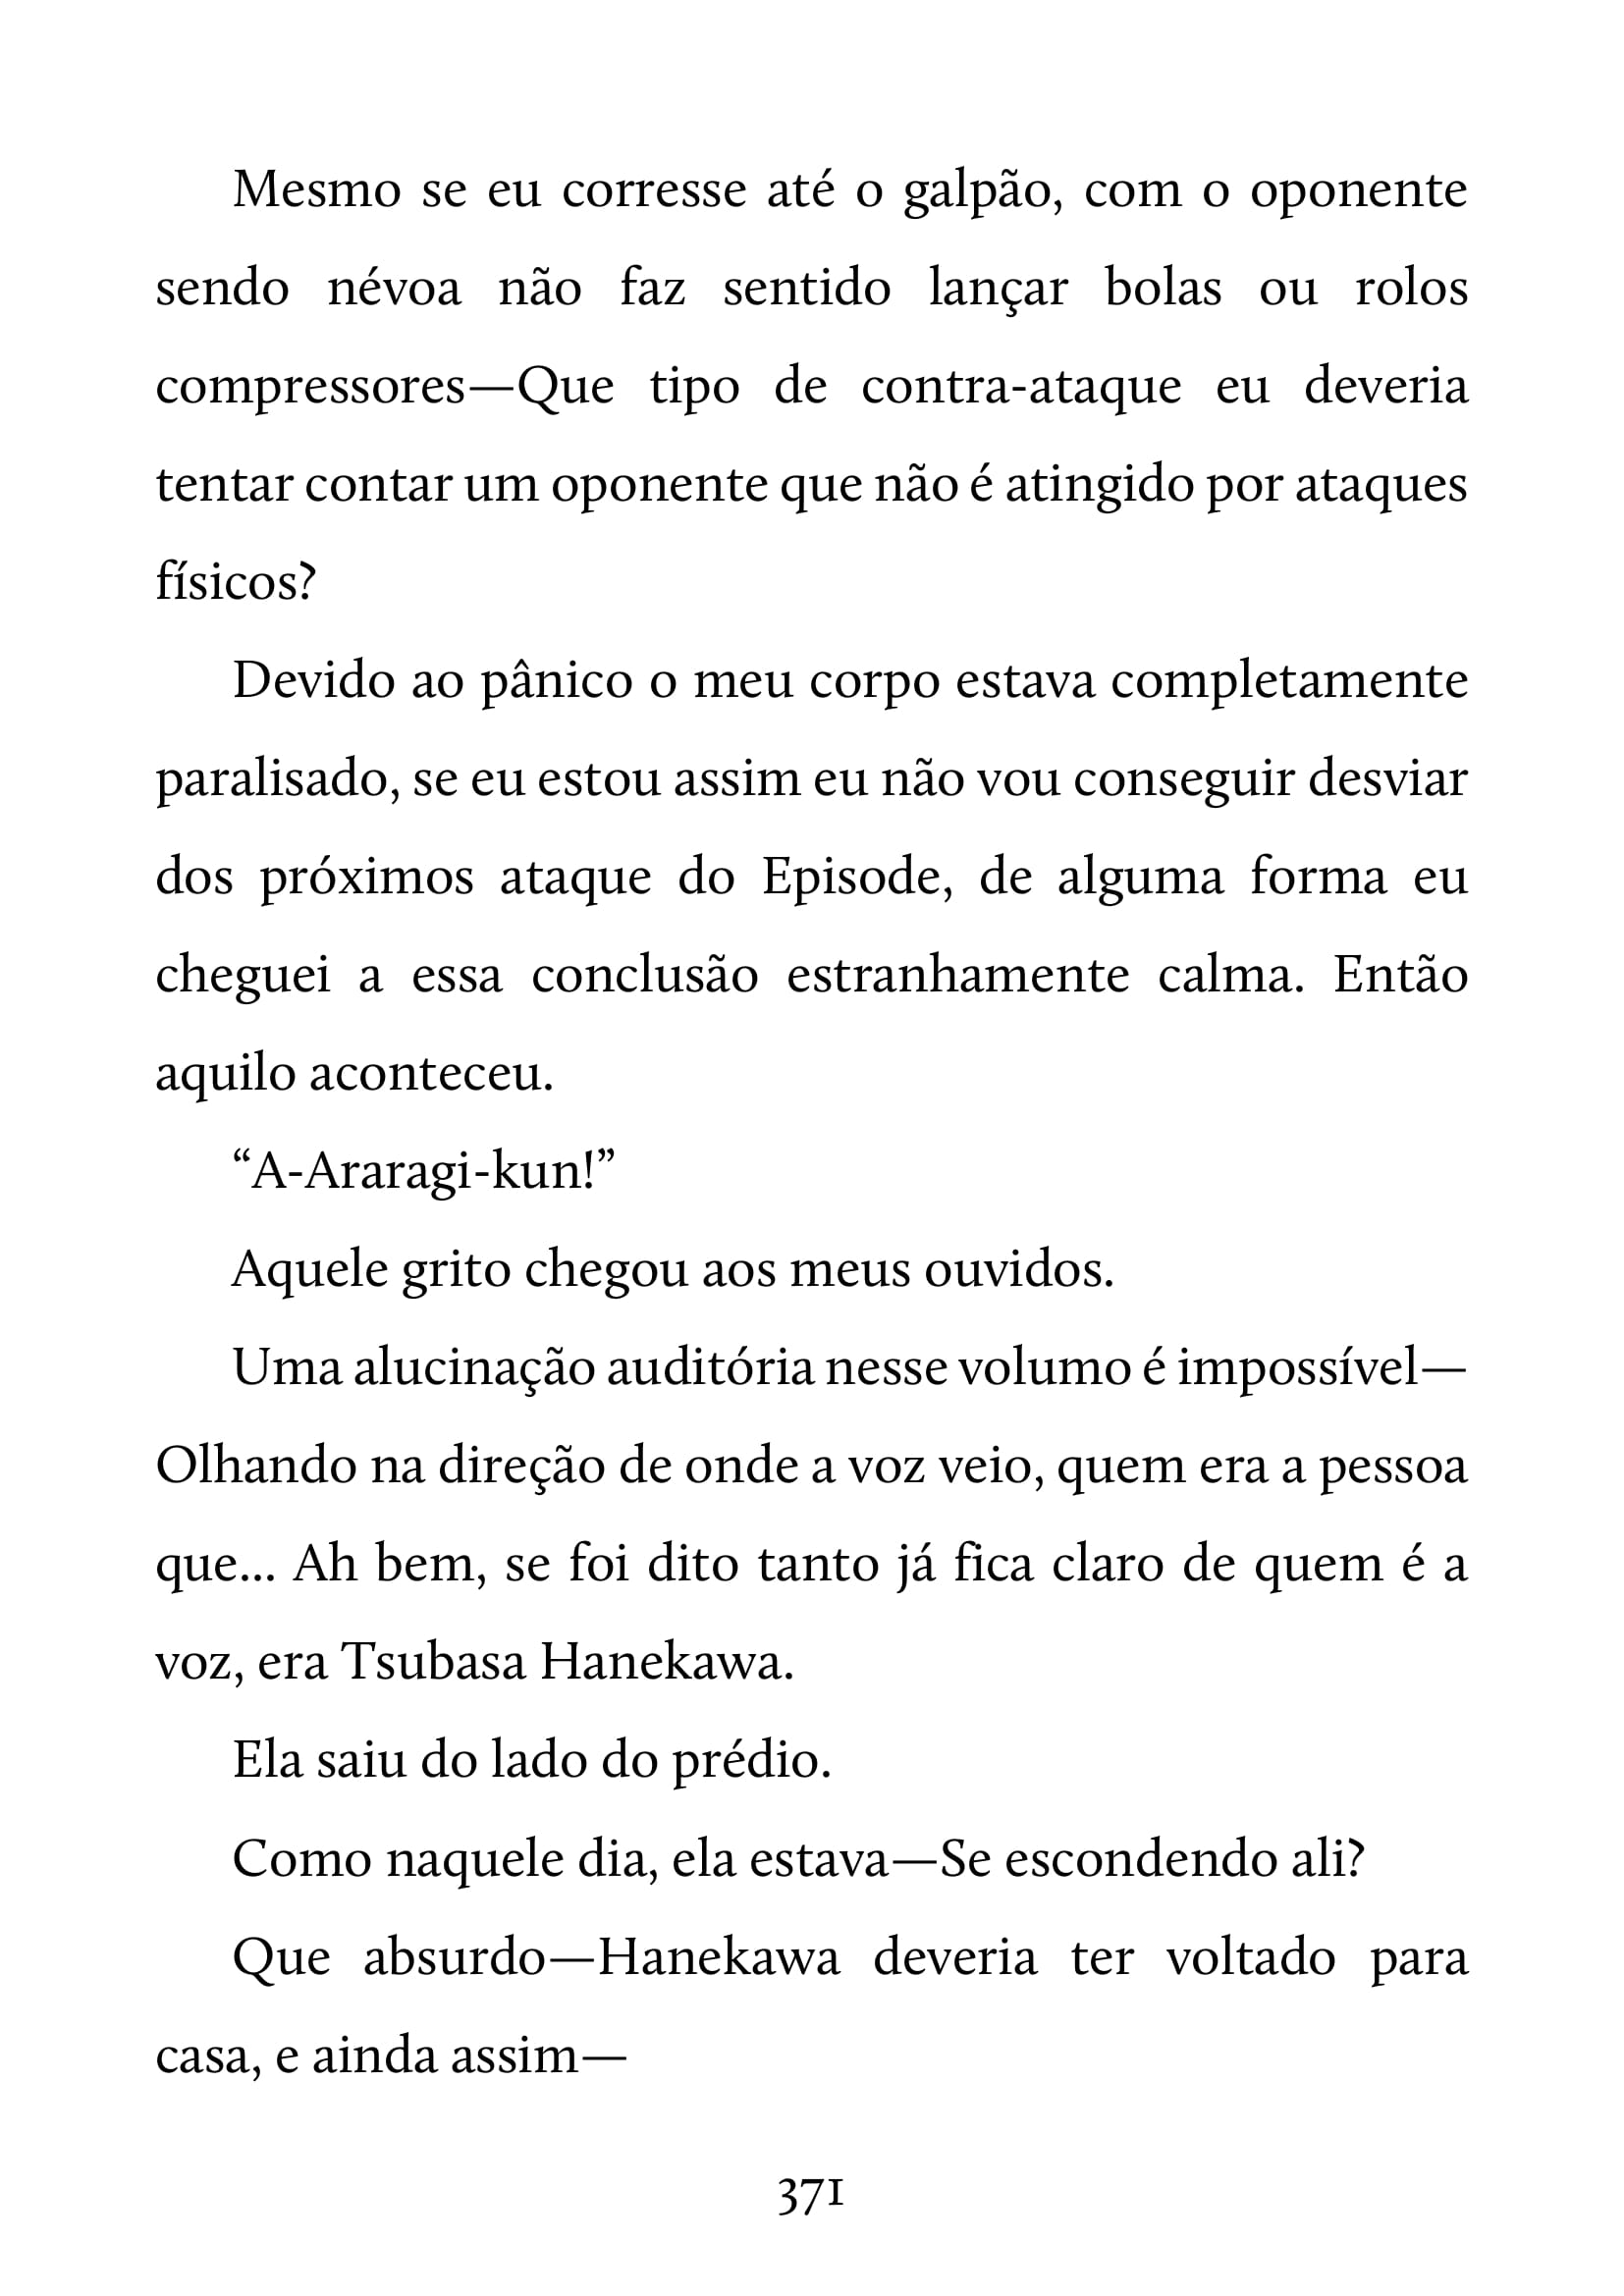 Mesmo se eu corresse até o galpão, com o oponente
sendo névoa não faz sentido lançar bolas ou rolos
compressores—Que tipo de contra-ataque eu deveria
tentar contar um oponente que não é atingido por ataques
físicos?
Devido ao pânico o meu corpo estava completamente
paralisado, se eu estou assim eu não vou conseguir desviar
dos próximos ataque do Episode, de alguma forma eu
cheguei a essa conclusão estranhamente calma. Então
aquilo aconteceu.
“A-Araragi-kun!”
Aquele grito chegou aos meus ouvidos.
Uma alucinação auditória nesse volumo é impossível—
Olhando na direção de onde a voz veio, quem era a pessoa
que... Ah bem, se foi dito tanto já fica claro de quem é a
voz, era Tsubasa Hanekawa.
Ela saiu do lado do prédio.
Como naquele dia, ela estava—Se escondendo ali?
Que absurdo—Hanekawa deveria ter voltado para
casa, e ainda assim—
371